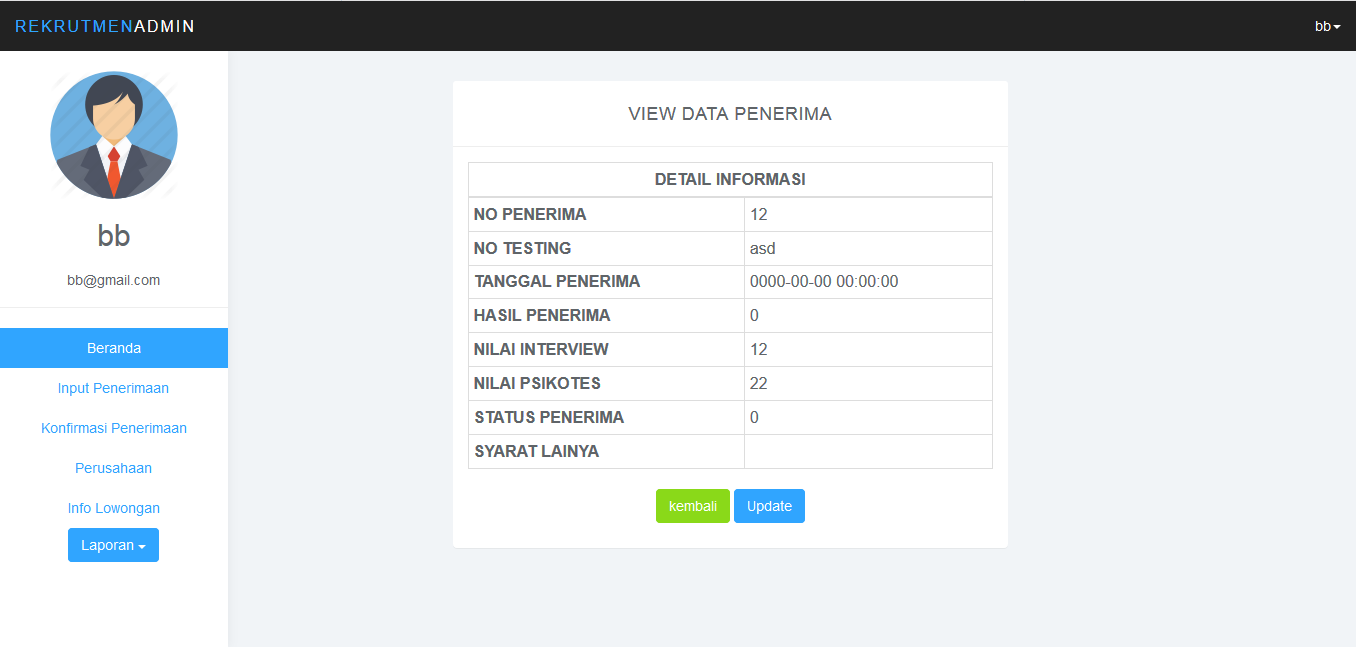 REKRUTMENADMIN
bb
bb
bb@gmail.com
Beranda
Input Penerimaan
Konfirmasi Penerimaan
Perusahaan
Info Lowongan
Laporan
VIEW DATA PENERIMA
DETAIL INFORMASI
NO PENERIMA 12
NO TESTING asd
TANGGAL PENERIMA 0000-00-00 00:00:00
HASIL PENERIMA 0
NILAI INTERVIEW 12
NILAI PSIKOTES 22
STATUS PENERIMA 0
SYARAT LAINYA
kembali Update